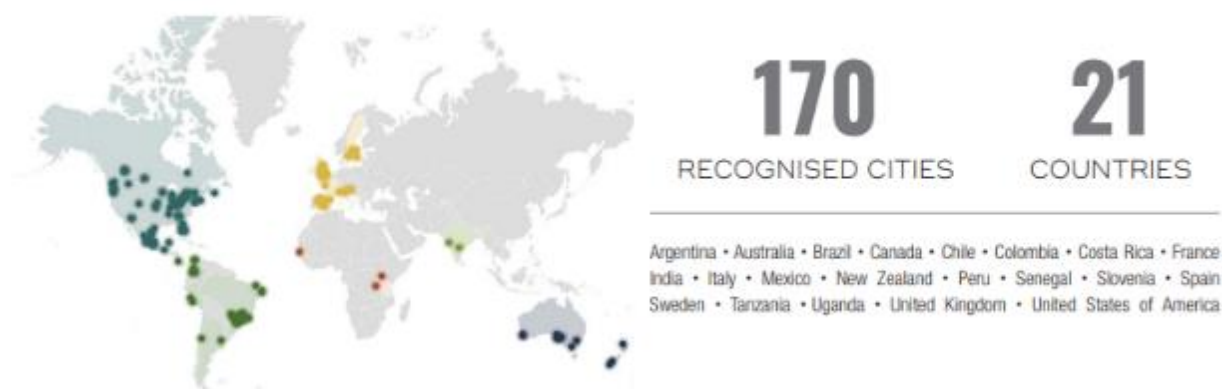 170
RECOGNISED CITIES
21
COUNTRIES
Argentina • Australia • Brazil • Canada • Chile • Colombia • Costa Rica • France
India • Italy • Mexico • New Zealand • Peru • Senegal • Slovenia • Spain
Sweden • Tanzania • Uganda • United Kingdom • United States of America